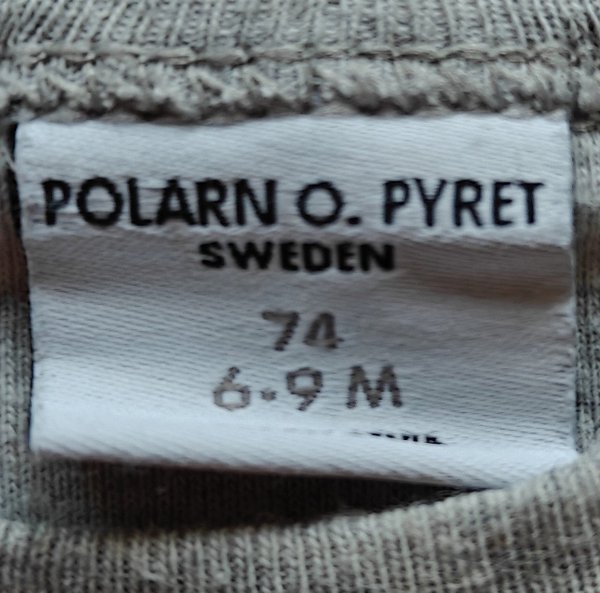 POLARN O. PYRET
SWEDEN
74
6-9 M